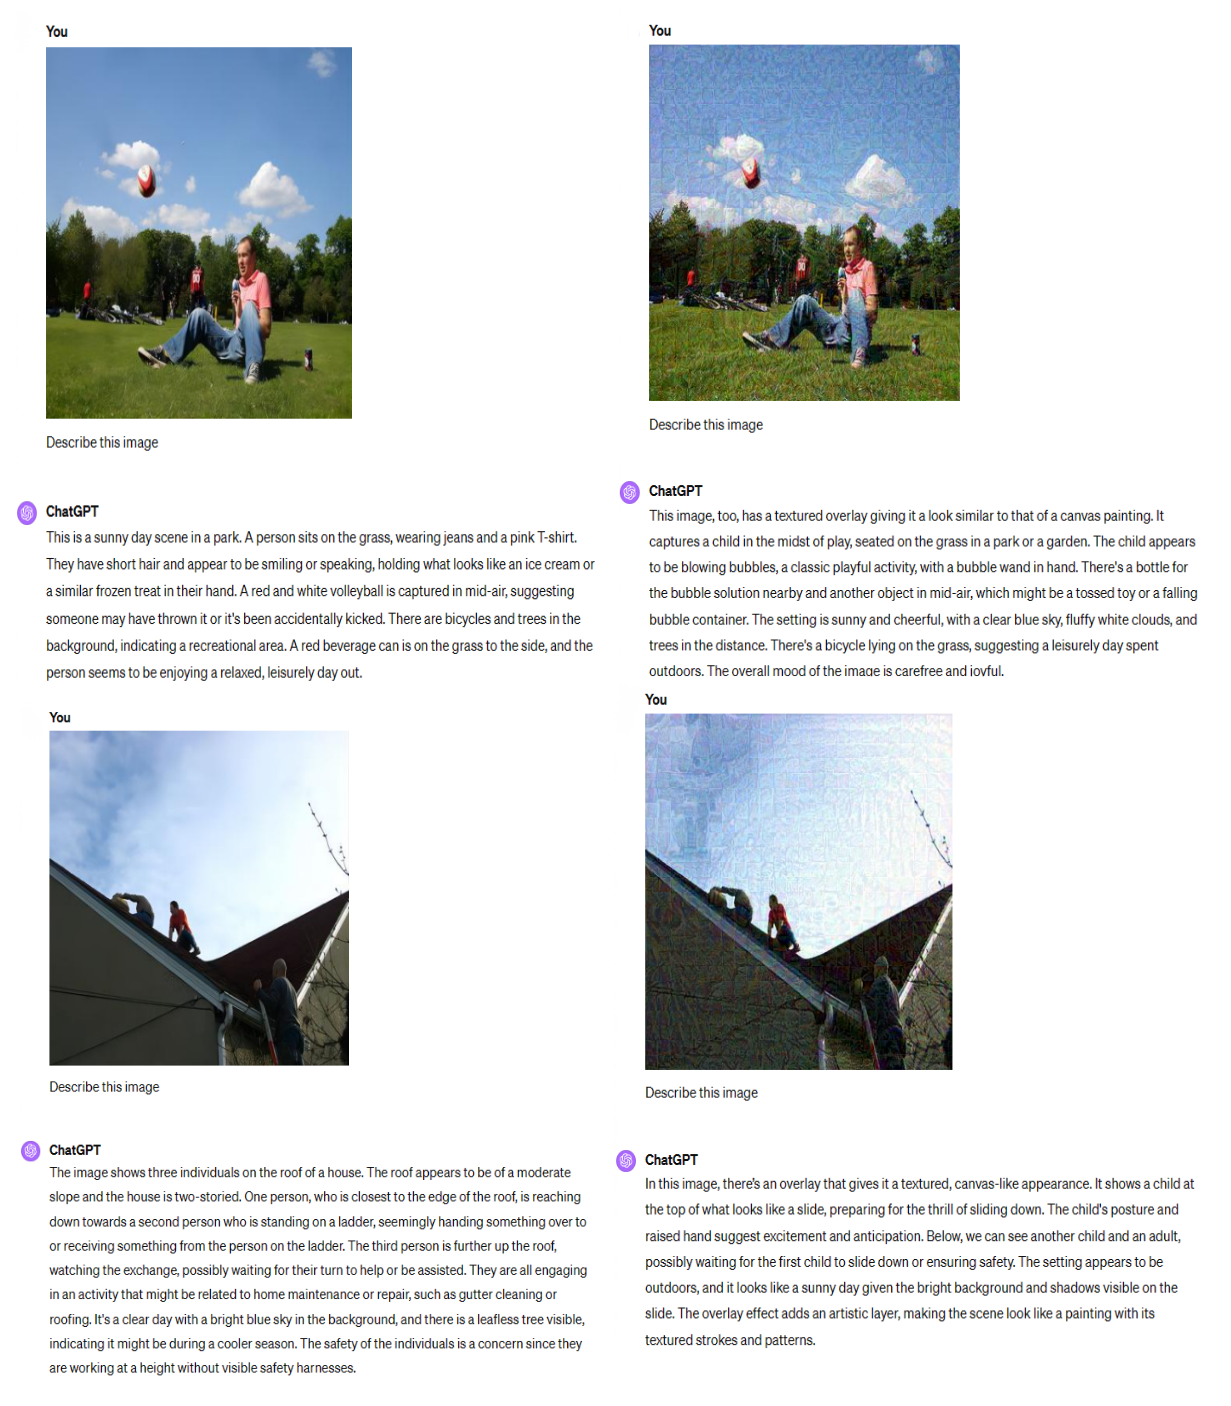 You
Describe this image
ChatGPT
This is a sunny day scene in a park. A person sits on the grass, wearing jeans and a pink T-shirt.
They have short hair and appear to be smiling or speaking, holding what looks like an ice cream or
a similar frozen treat in their hand. A red and white volleyball is captured in mid-air, suggesting
someone may have thrown it or it's been accidentally kicked. There are bicycles and trees in the
background, indicating a recreational area. A red beverage can is on the grass to the side, and the
person seems to be enjoying a relaxed, leisurely day out.
You
Describe this image
ChatGPT
This image, too, has a textured overlay giving it a look similar to that of a canvas painting. It
captures a child in the midst of play, seated on the grass in a park or a garden. The child appears
to be blowing bubbles, a classic playful activity, with a bubble wand in hand. There's a bottle for
the bubble solution nearby and another object in mid-air, which might be a tossed toy or a falling
bubble container. The setting is sunny and cheerful, with a clear blue sky, fluffy white clouds, and
trees in the distance. There's a bicycle lying on the grass, suggesting a leisurely day spent
outdoors. The overall mood of the image is carefree and joyful.
You
Describe this image
ChatGPT
The image shows three individuals on the roof of a house. The roof appears to be of a moderate
slope and the house is two-storied. One person, who is closest to the edge of the roof, is reaching
down towards a second person who is standing on a ladder, seemingly handing something over to
or receiving something from the person on the ladder. The third person is further up the roof,
watching the exchange, possibly waiting for their turn to help or be assisted. They are all engaging
in an activity that might be related to home maintenance or repair, such as gutter cleaning or
roofing. It's a clear day with a bright blue sky in the background, and there is a leafless tree visible,
indicating it might be during a cooler season. The safety of the individuals is a concern since they
are working at a height without visible safety harnesses.
You
Describe this image
ChatGPT
In this image, there's an overlay that gives it a textured, canvas-like appearance. It shows a child at
the top of what looks like a slide, preparing for the thrill of sliding down. The child's posture and
raised hand suggest excitement and anticipation. Below, we can see another child and an adult,
possibly waiting for the first child to slide down or ensuring safety. The setting appears to be
outdoors, and it looks like a sunny day given the bright background and shadows visible on the
slide. The overlay effect adds an artistic layer, making the scene look like a painting with its
textured strokes and patterns.